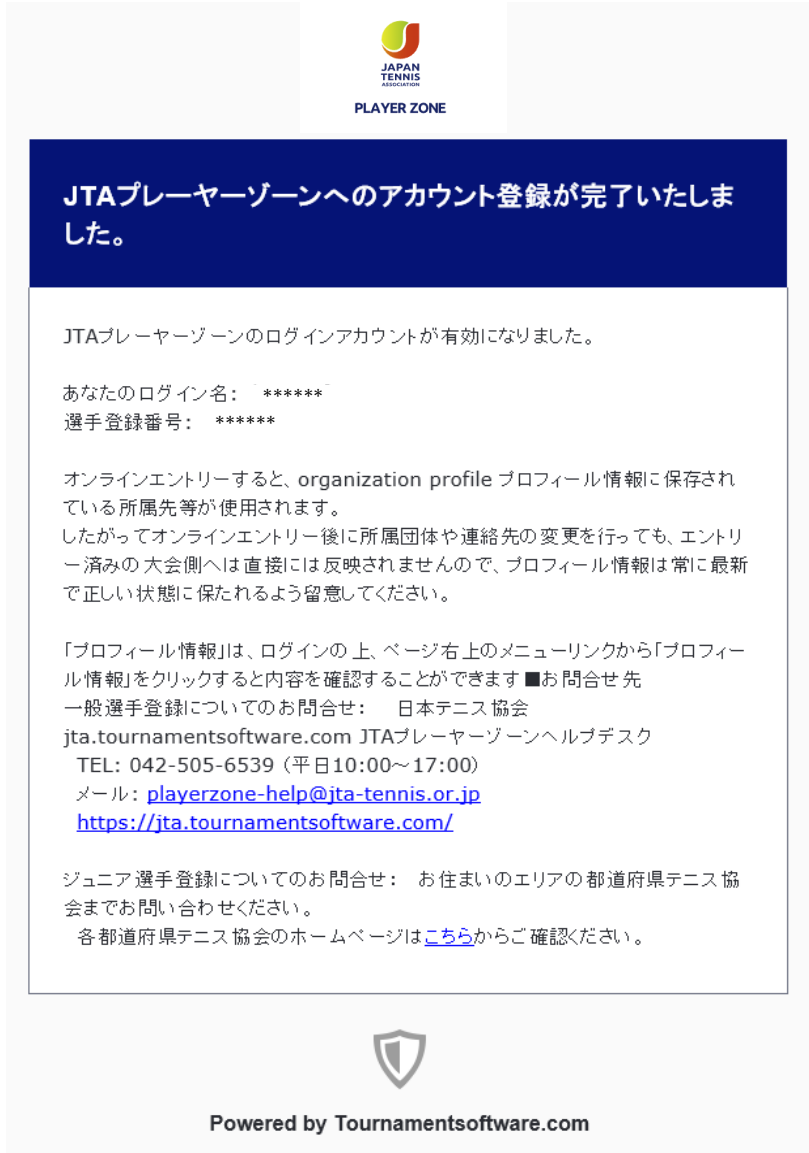 JAPAN
TENNIS
ASSOCIATION
PLAYER ZONE
JTAプレーヤーゾーンへのアカウント登録が完了いたしま
した。
JTAプレーヤーゾーンのログインアカウントが有効になりました。
あなたのログイン名： ******
選手登録番号： ******
オンラインエントリーすると、organization profile プロフィール情報に保存され
ている所属先等が使用されます。
したがってオンラインエントリー後に所属団体や連絡先の変更を行っても、エントリ
ー済みの大会側へは直接には反映されませんので、プロフィール情報は常に最新
で正しい状態に保たれるよう留意してください。
「プロフィール情報」は、ログインの上、ページ右上のメニューリンクから「プロフィー
ル情報」をクリックすると内容を確認することができます ■お問合せ先
一般選手登録についてのお問合せ： 日本テニス協会
jta.tournamentsoftware.com JTAプレーヤーゾーンヘルプデスク
TEL: 042-505-6539 （平日10:00～17:00）
メール： playerzone-help@jta-tennis.or.jp
https://jta.tournamentsoftware.com/
ジュニア選手登録についてのお問合せ： お住まいのエリアの都道府県テニス協
会までお問い合わせください。
各都道府県テニス協会のホームページはこちらからご確認ください。
Powered by Tournamentsoftware.com